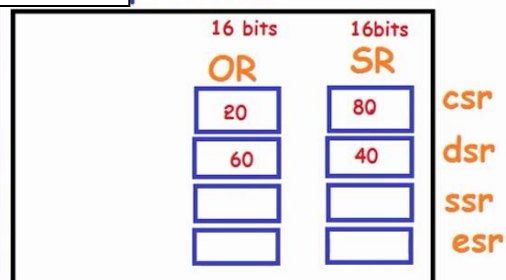 16 bits 16bits
OR SR
20 80 csr
60 40 dsr
ssr
esr